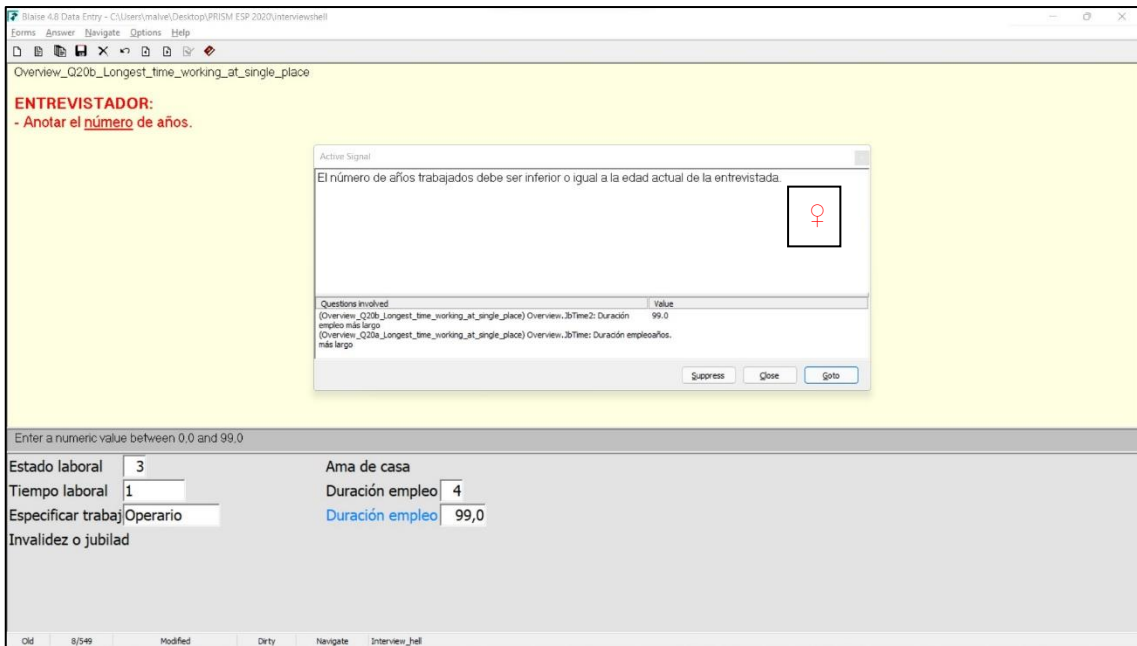 Blaise 4.8 Data Entry - C:\Users\malve\Desktop\PRISM ESP 2020\interviewshell
Forms Answer Navigate Options Help
Overview_Q20b_Longest_time_working_at_single_place
ENTREVISTADOR:
- Anotar el número de años.
Active Signal
El número de años trabajados debe ser inferior o igual a la edad actual de la entrevistada.
♀
Questions involved Value
(Overview_Q20b_Longest_time_working_at_single_place) Overview.JbTime2: Duración 99.0
empleo más largo
(Overview_Q20a_Longest_time_working_at_single_place) Overview.JbTime: Duración empleoaños.
más largo
Suppress Close Goto
Enter a numeric value between 0,0 and 99,0
Estado laboral 3 Ama de casa
Tiempo laboral 1 Duración empleo 4
Especificar trabaj Operario Duración empleo 99,0
Invalidez o jubilad
Old 8/549 Modified Dirty Navigate Interview_hell